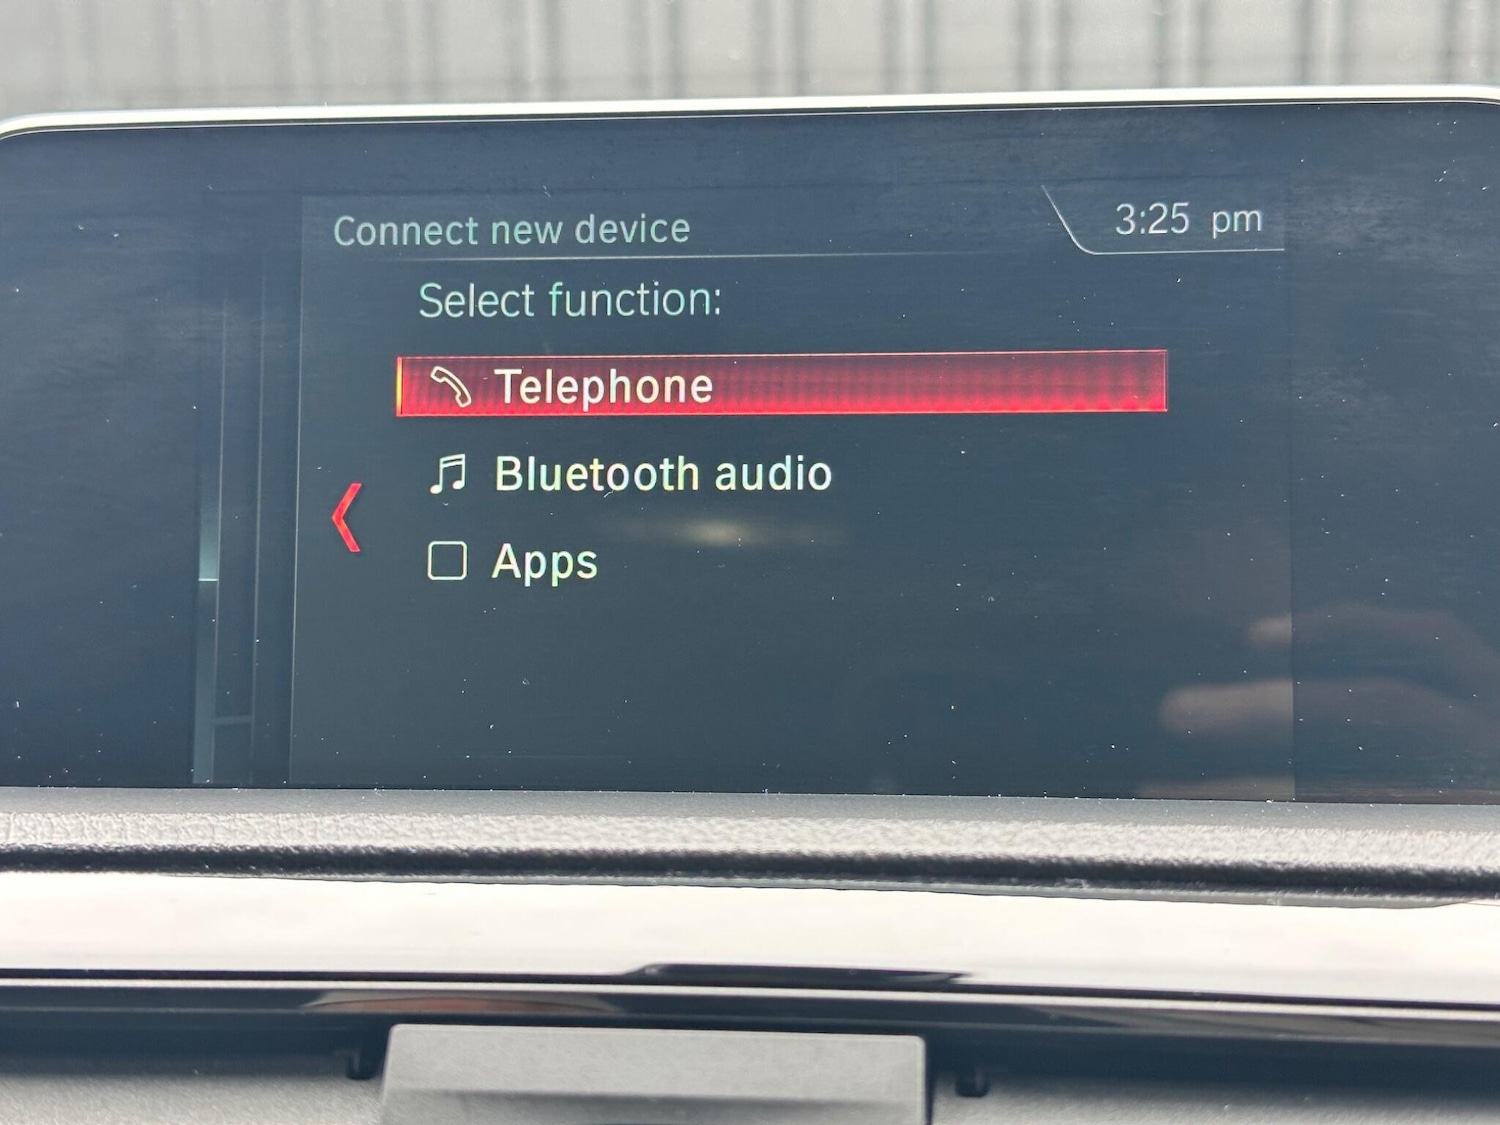 Connect new device
3:25 pm
Select function:
Telephone
Bluetooth audio
Apps